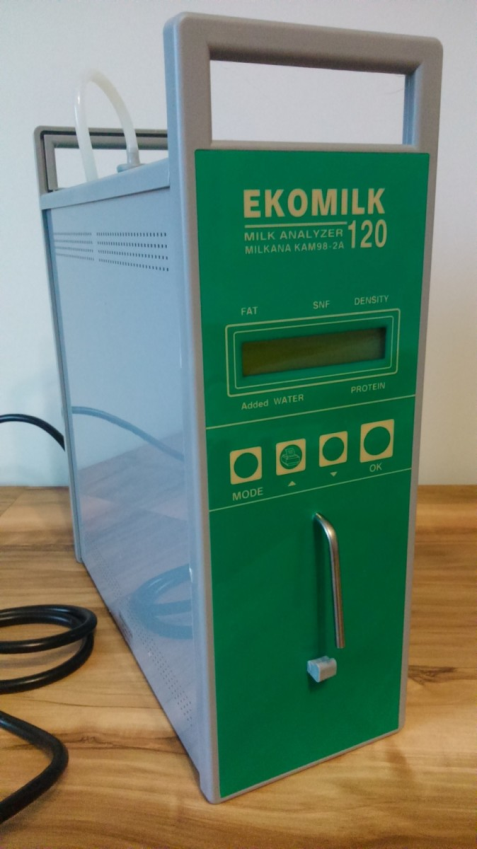 EKOMILK
MILK ANALYZER 120
MILKANA KAM98-2A
FAT SNF DENSITY
Added WATER PROTEIN
MODE OK